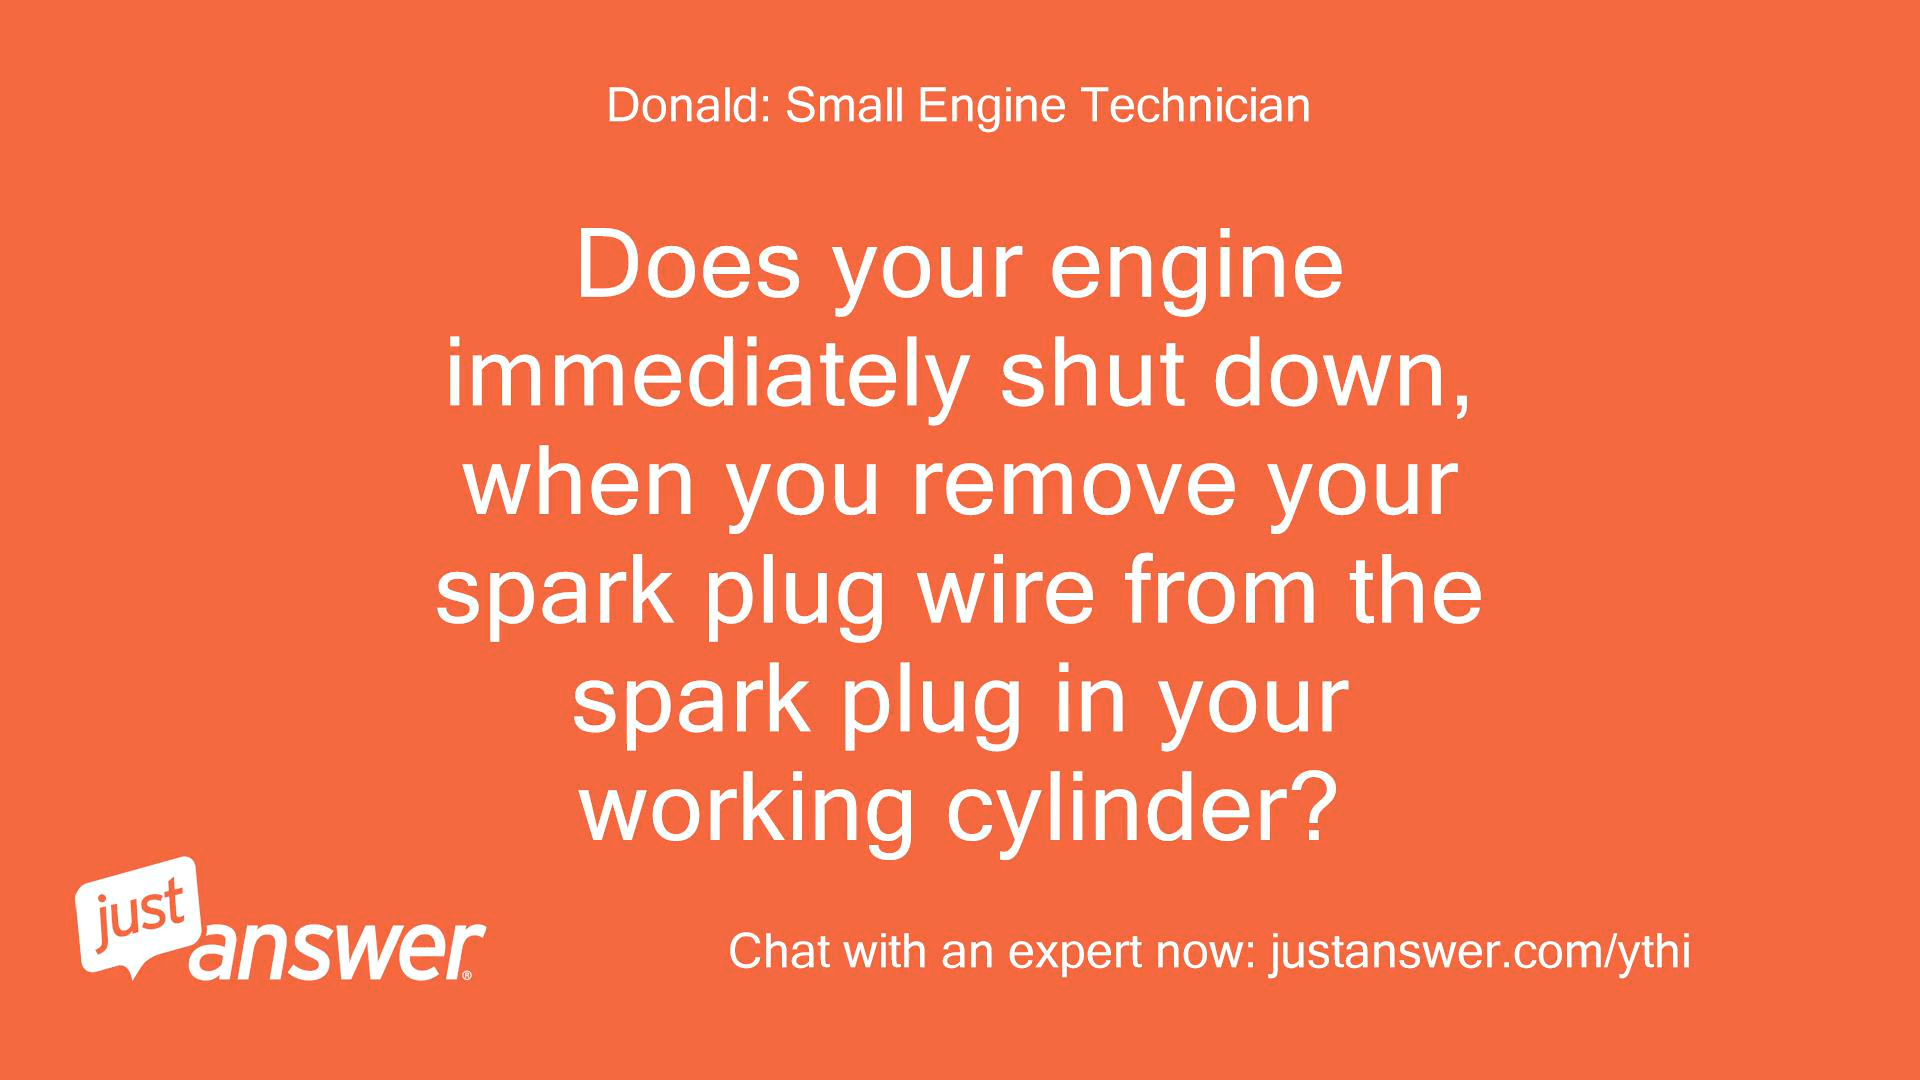 Donald: Small Engine Technician
Does your engine
immediately shut down,
when you remove your
spark plug wire from the
spark plug in your
working cylinder?
just
answer®
Chat with an expert now: justanswer.com/ythi